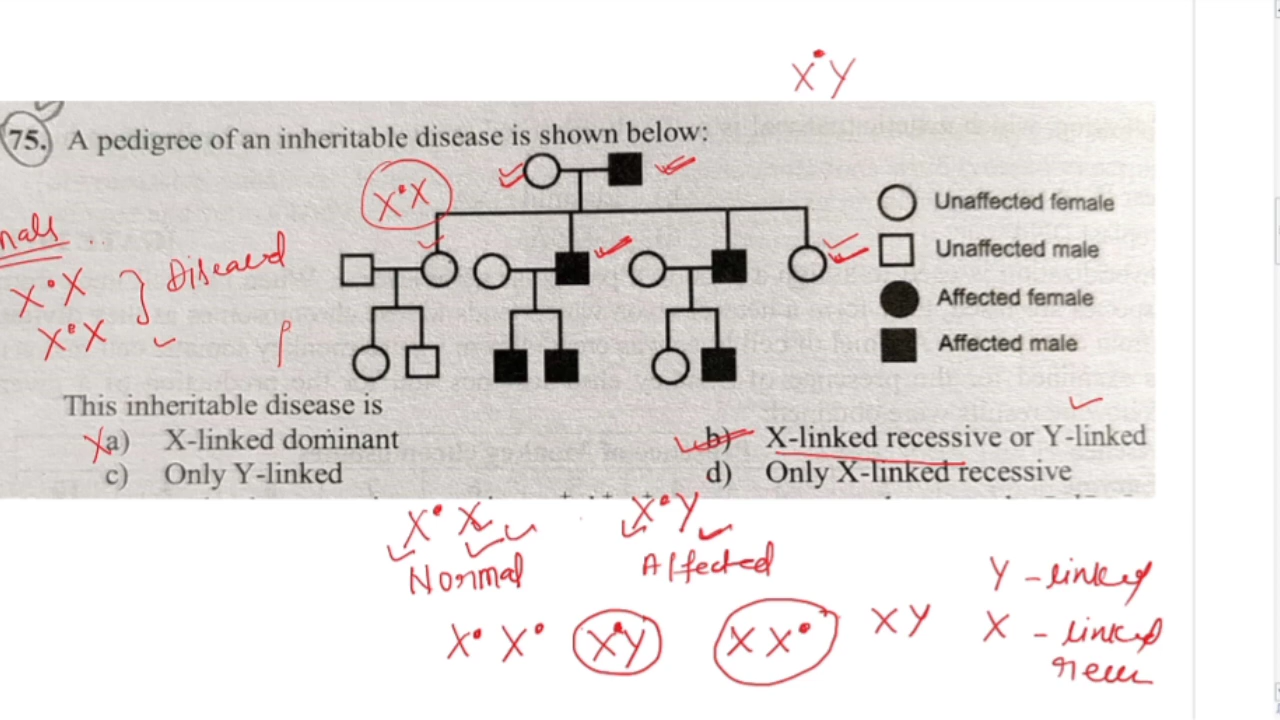 X•Y
75. A pedigree of an inheritable disease is shown below:
X•X
Unaffected female
Unaffected male
Affected female
Affected male
X•X
X•X
Diseased
This inheritable disease is
a) X-linked dominant
b) X-linked recessive or Y-linked
c) Only Y-linked
d) Only X-linked recessive
X•X
Normal
X•Y
Affected
X•X• X•Y XX• XY
Y - linked
X - linked